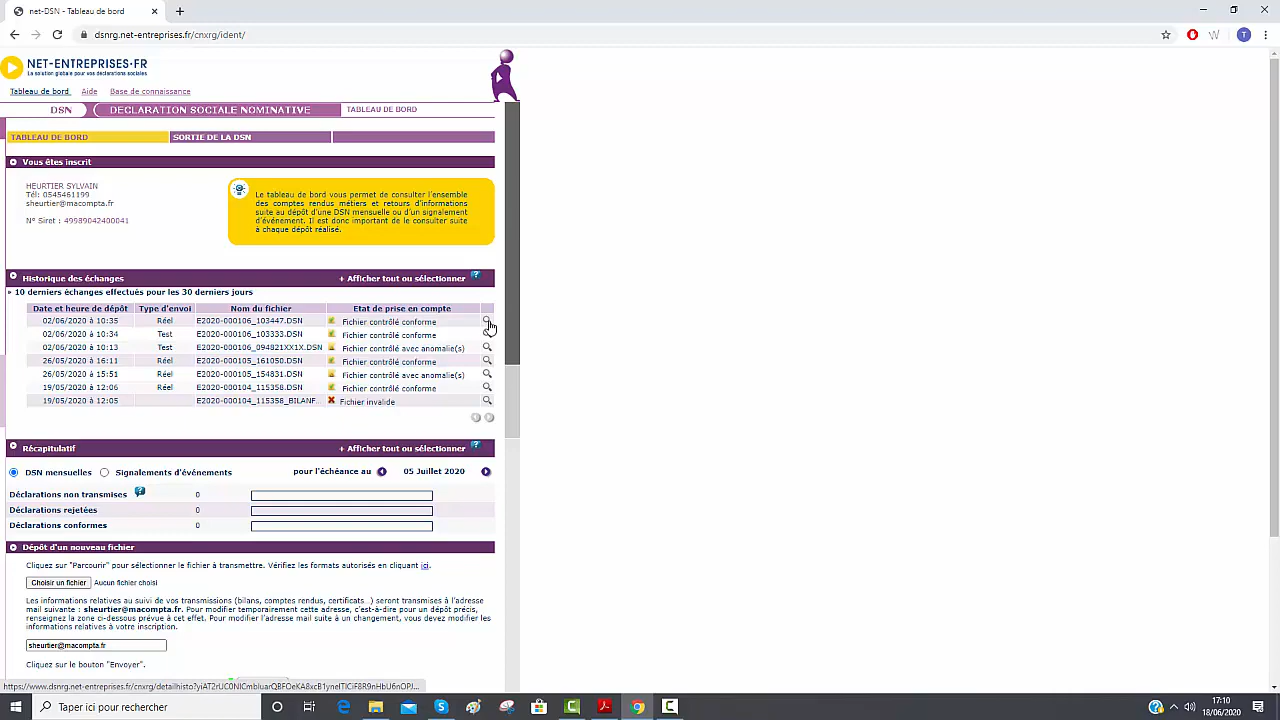 net-DSN - Tableau de bord
dsnrg.net-entreprises.fr/cnxrg/ident/
T
NET-ENTREPRISES·FR
La solution globale pour vos déclarations sociales
Tableau de bord. Aide Base de connaissance
DSN DECLARATION SOCIALE NOMINATIVE TABLEAU DE BORD
TABLEAU DE BORD SORTIE DE LA DSN
Vous êtes inscrit
HEURTIER SYLVAIN
Tél: 0545461199
sheurtier@macompta.fr
N° Siret : 49989042400041
Le tableau de bord vous permet de consulter l'ensemble
des comptes rendus métiers et retours d'informations
suite au dépôt d'une DSN mensuelle ou d'un signalement
d'événement. Il est donc important de le consulter suite
à chaque dépôt réalisé.
Historique des échanges + Afficher tout ou sélectionner ?
» 10 derniers échanges effectués pour les 30 derniers jours
Date et heure de dépôt Type d'envoi Nom du fichier Etat de prise en compte
02/06/2020 à 10:35 Réel E2020-000106_103447.DSN Fichier contrôlé conforme
02/06/2020 à 10:34 Test E2020-000106_103333.DSN Fichier contrôlé conforme
02/06/2020 à 10:13 Test E2020-000106_094821XX1X.DSN Fichier contrôlé avec anomalie(s)
26/05/2020 à 16:11 Réel E2020-000105_161050.DSN Fichier contrôlé conforme
26/05/2020 à 15:51 Réel E2020-000105_154831.DSN Fichier contrôlé avec anomalie(s)
19/05/2020 à 12:06 Réel E2020-000104_115358.DSN Fichier contrôlé conforme
19/05/2020 à 12:05 E2020-000104_115358_BILANF... Fichier invalide
Récapitulatif + Afficher tout ou sélectionner ?
DSN mensuelles Signalements d'événements pour l'échéance au 05 Juillet 2020
Déclarations non transmises ? 0
Déclarations rejetées 0
Déclarations conformes 0
Dépôt d'un nouveau fichier
Cliquez sur "Parcourir" pour sélectionner le fichier à transmettre. Vérifiez les formats autorisés en cliquant ici.
Choisir un fichier Aucun fichier choisi
Les informations relatives au suivi de vos transmissions (bilans, comptes rendus, certificats  ) seront transmises à l'adresse
mail suivante : sheurtier@macompta.fr. Pour modifier temporairement cette adresse, c'est-à-dire pour un dépôt précis,
renseignez la zone ci-dessous prévue à cet effet. Pour modifier l'adresse mail suite à un changement, vous devez modifier les
informations relatives à votre inscription.
sheurtier@macompta.fr
Cliquez sur le bouton "Envoyer".
Taper ici pour rechercher
17:10
18/06/2020